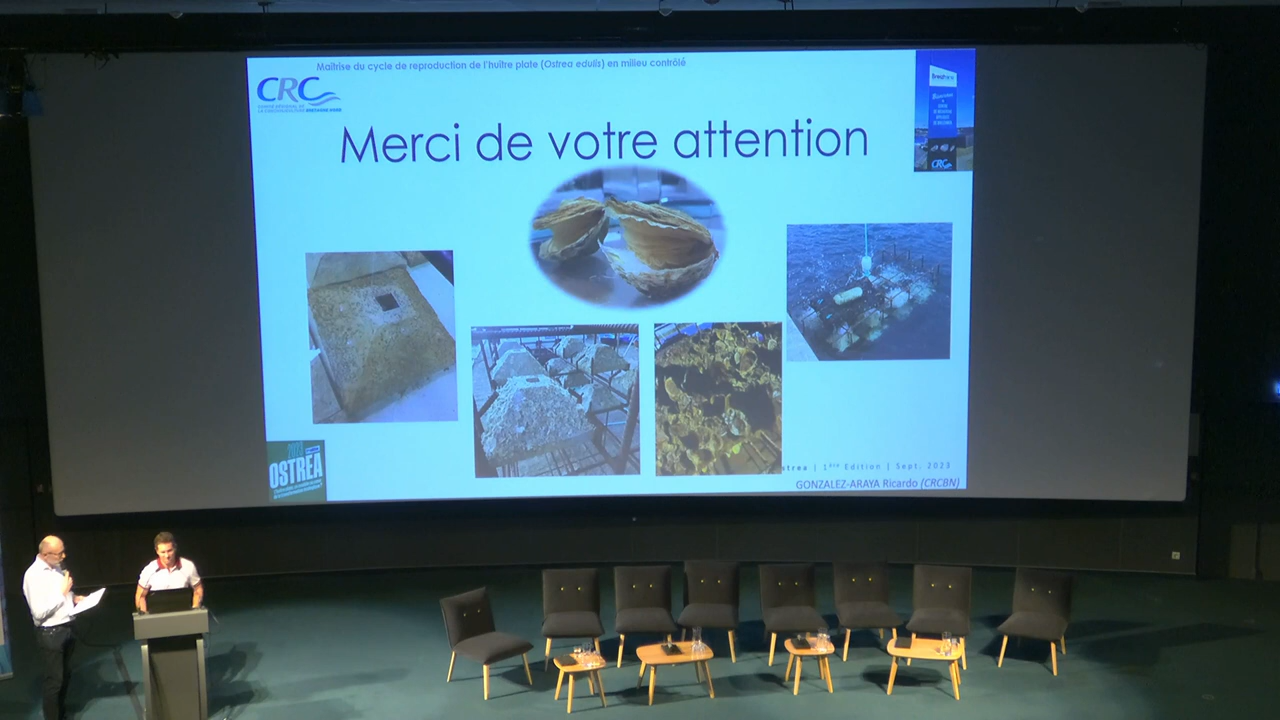 Maîtrise du cycle de reproduction de l'huître plate (Ostrea edulis) en milieu contrôlé
CRC
Merci de votre attention
CRC
OSTREA
strea | 1ère Edition | Sept. 2023
GONZALEZ-ARAYA Ricardo (CRCBN)